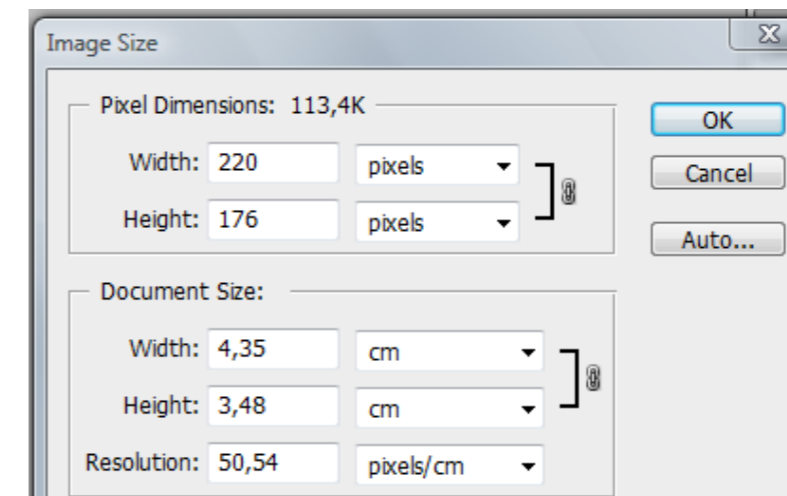 Image Size
Pixel Dimensions: 113,4K
OK
Width: 220 pixels
Cancel
Height: 176 pixels
Auto...
Document Size:
Width: 4,35 cm
Height: 3,48 cm
Resolution: 50,54 pixels/cm